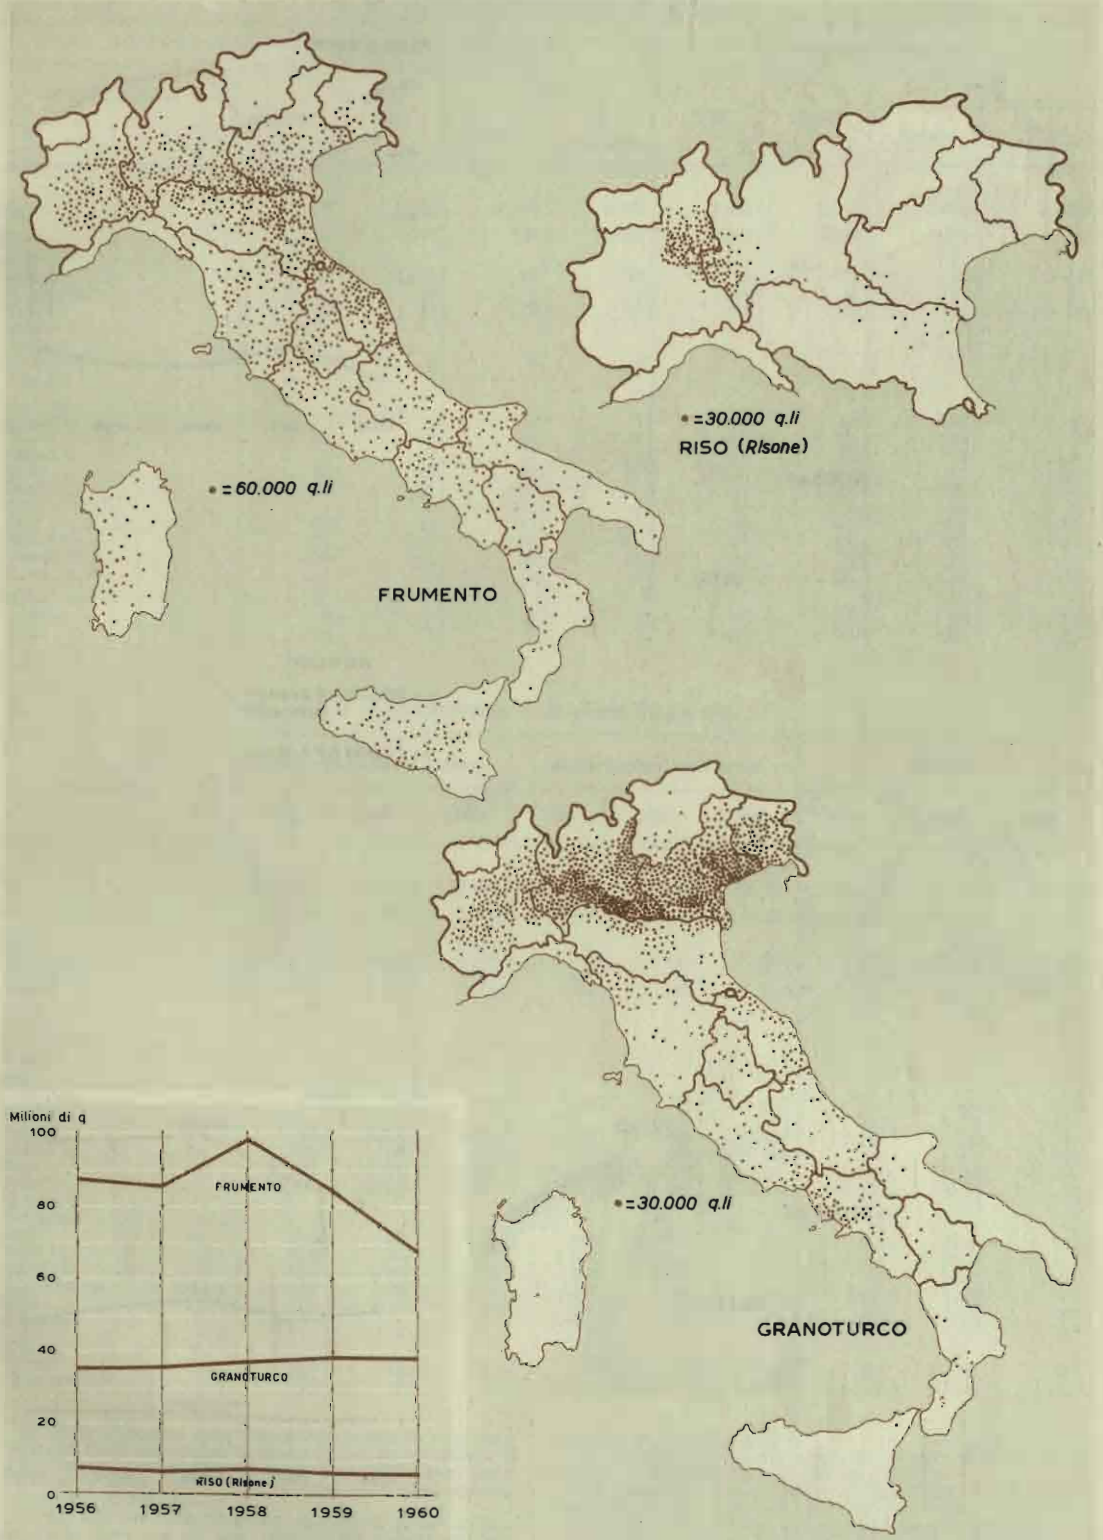 •=30.000 q.li
RISO (Risone)
•=60.000 q.li
FRUMENTO
•=30.000 q.li
GRANOTURCO
Milioni di q
100
80
60
40
20
0
FRUMENTO
GRANOTURCO
RISO (Risone)
1956 1957 1958 1959 1960